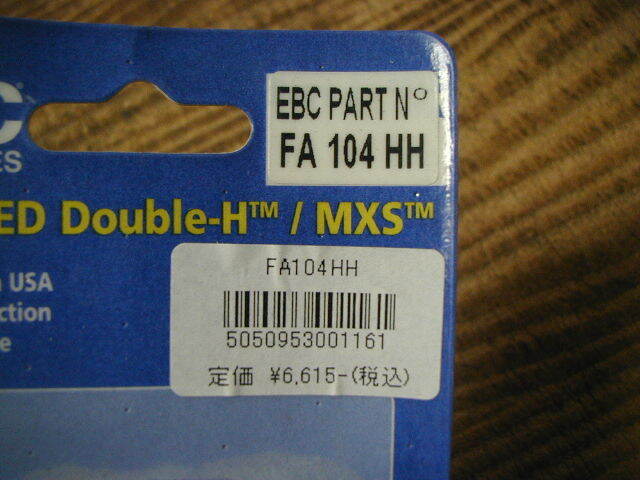 EBC PART N°
FA 104 HH
C
ES
ED Double-H™ / MXS™
USA
ction
e
FA104HH
5050953001161
定価 ¥6,615-(税込)